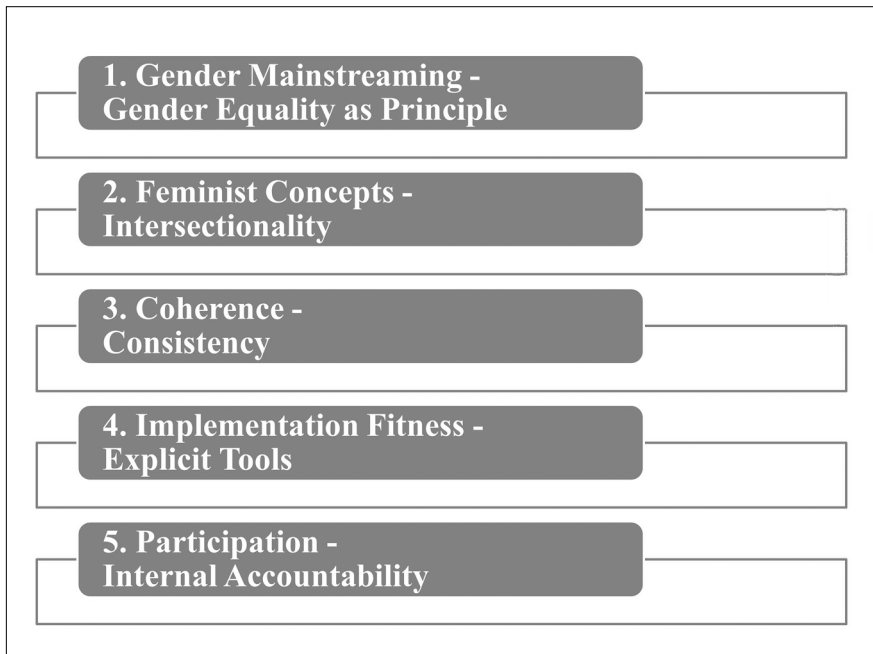 1. Gender Mainstreaming -
Gender Equality as Principle
2. Feminist Concepts -
Intersectionality
3. Coherence -
Consistency
4. Implementation Fitness -
Explicit Tools
5. Participation -
Internal Accountability